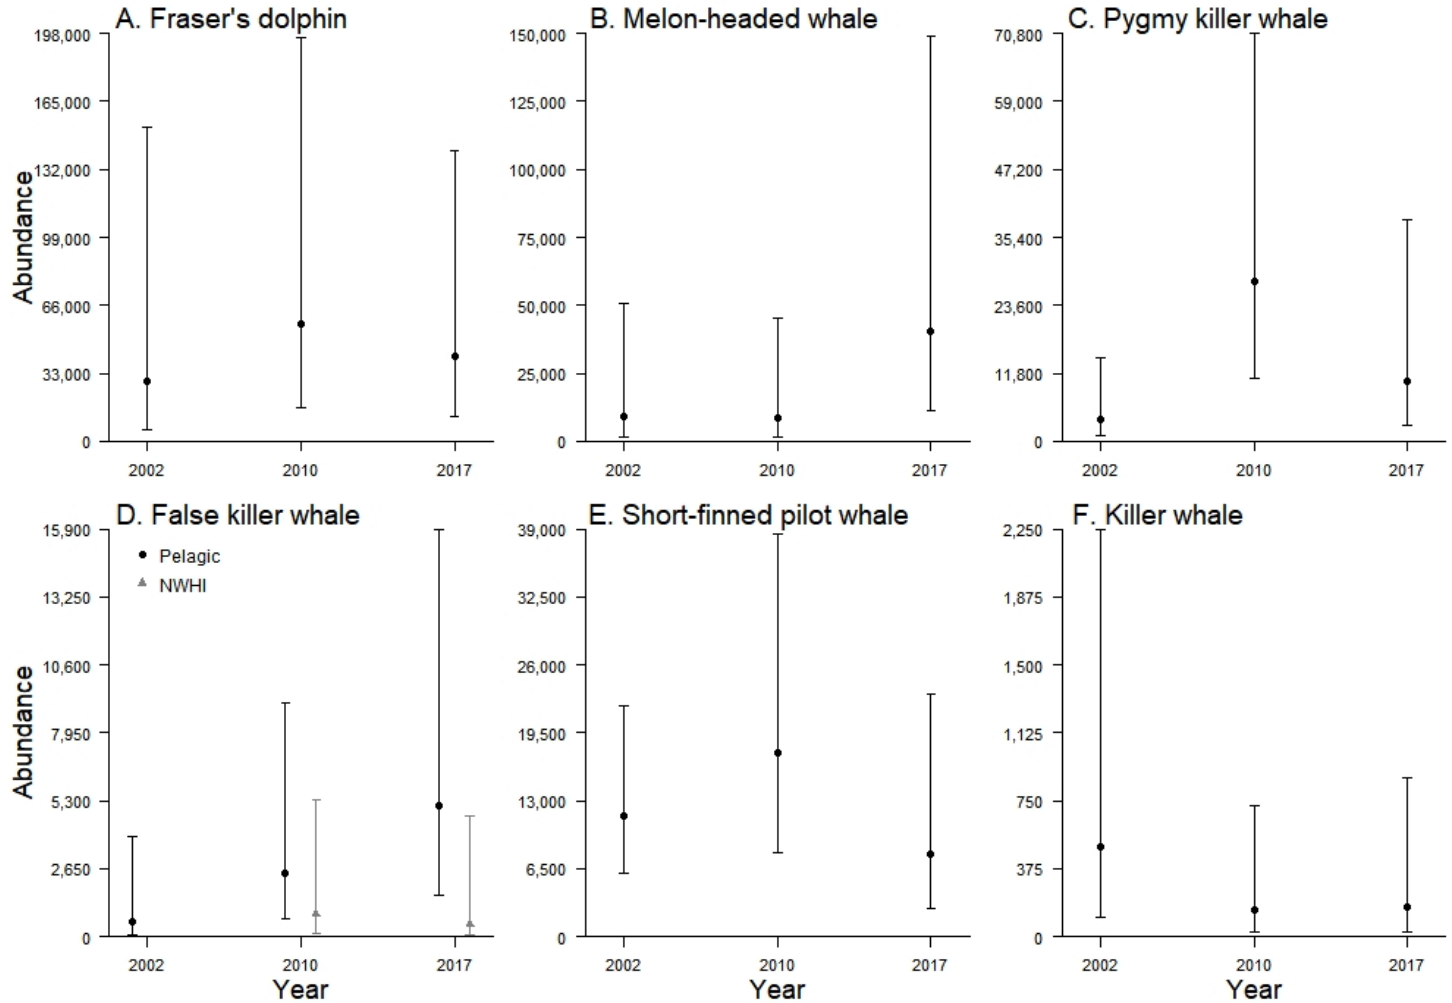 A. Fraser's dolphin
198,000
165,000
132,000
99,000
66,000
33,000
0
Abundance
2002 2010 2017
B. Melon-headed whale
150,000
125,000
100,000
75,000
50,000
25,000
0
2002 2010 2017
C. Pygmy killer whale
70,800
59,000
47,200
35,400
23,600
11,800
0
2002 2010 2017
D. False killer whale
Pelagic
NWHI
15,900
13,250
10,600
7,950
5,300
2,650
0
Abundance
2002 2010 2017
Year
E. Short-finned pilot whale
39,000
32,500
26,000
19,500
13,000
6,500
0
2002 2010 2017
F. Killer whale
2,250
1,875
1,500
1,125
750
375
0
2002 2010 2017
Year